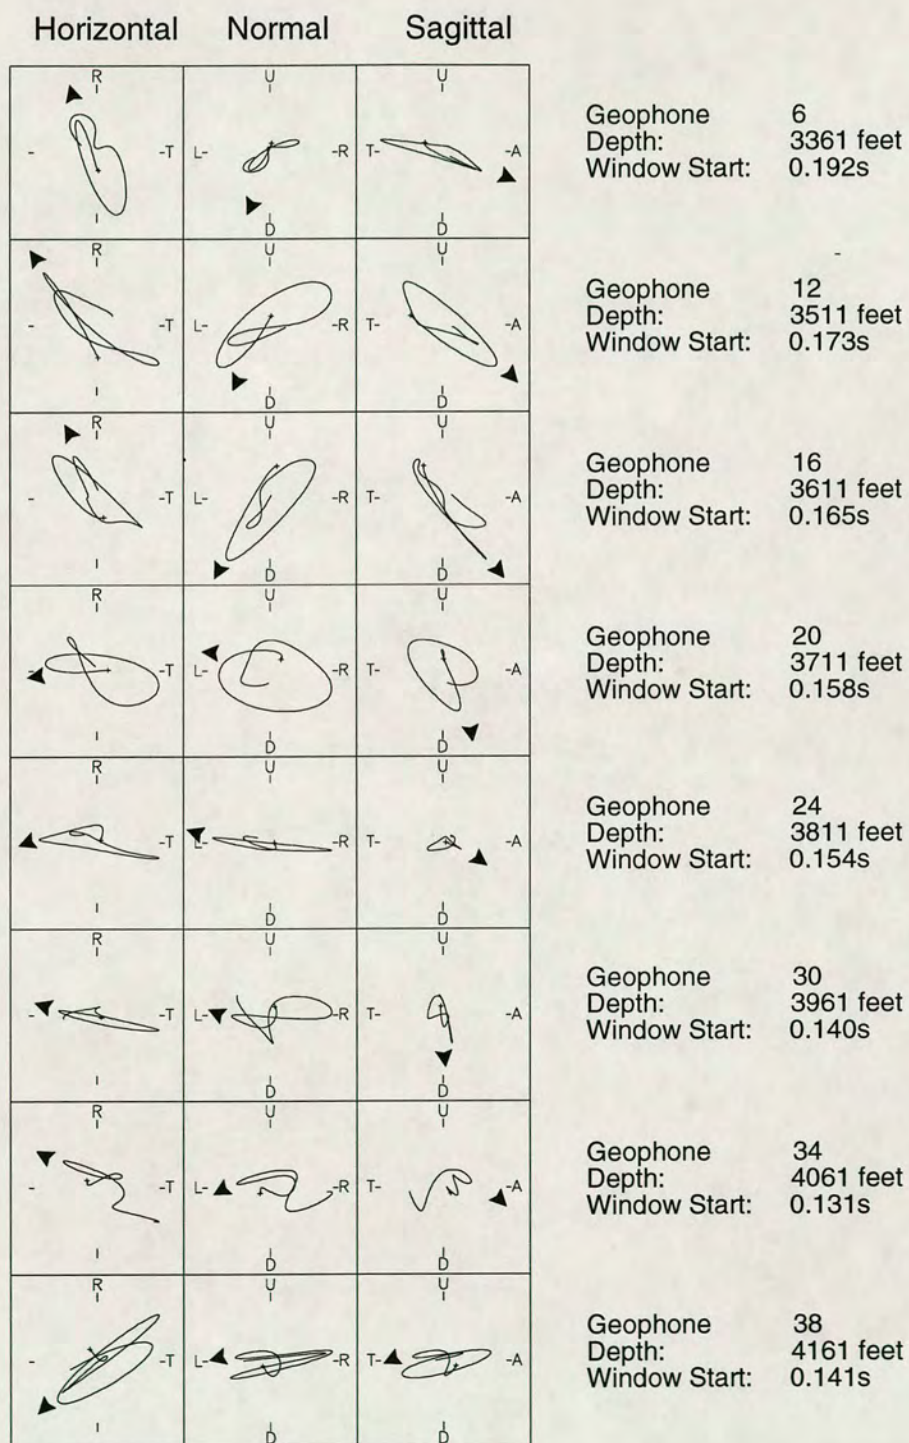 Horizontal Normal Sagittal
R U U
- -T L- -R T- -A
I D D
Geophone 6
Depth: 3361 feet
Window Start: 0.192s
R U U
- -T L- -R T- -A
I D D
Geophone 12
Depth: 3511 feet
Window Start: 0.173s
R U U
- -T L- -R T- -A
I D D
Geophone 16
Depth: 3611 feet
Window Start: 0.165s
R U U
- -T L- -R T- -A
I D D
Geophone 20
Depth: 3711 feet
Window Start: 0.158s
R U U
-T L- -R T- -A
I D D
Geophone 24
Depth: 3811 feet
Window Start: 0.154s
R U U
- -T L- -R T- -A
I D D
Geophone 30
Depth: 3961 feet
Window Start: 0.140s
R U U
- -T L- -R T- -A
I D D
Geophone 34
Depth: 4061 feet
Window Start: 0.131s
R U U
- -T L- -R T- -A
I D D
Geophone 38
Depth: 4161 feet
Window Start: 0.141s